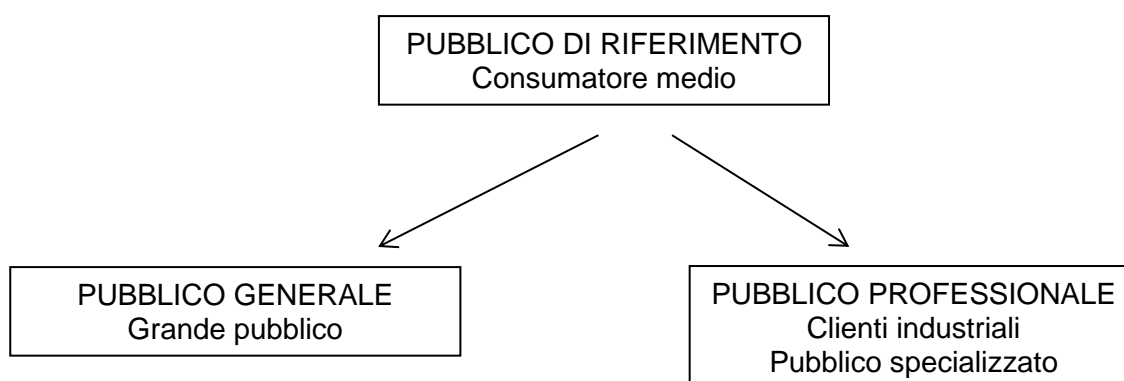 PUBBLICO DI RIFERIMENTO
Consumatore medio
PUBBLICO GENERALE
Grande pubblico
PUBBLICO PROFESSIONALE
Clienti industriali
Pubblico specializzato